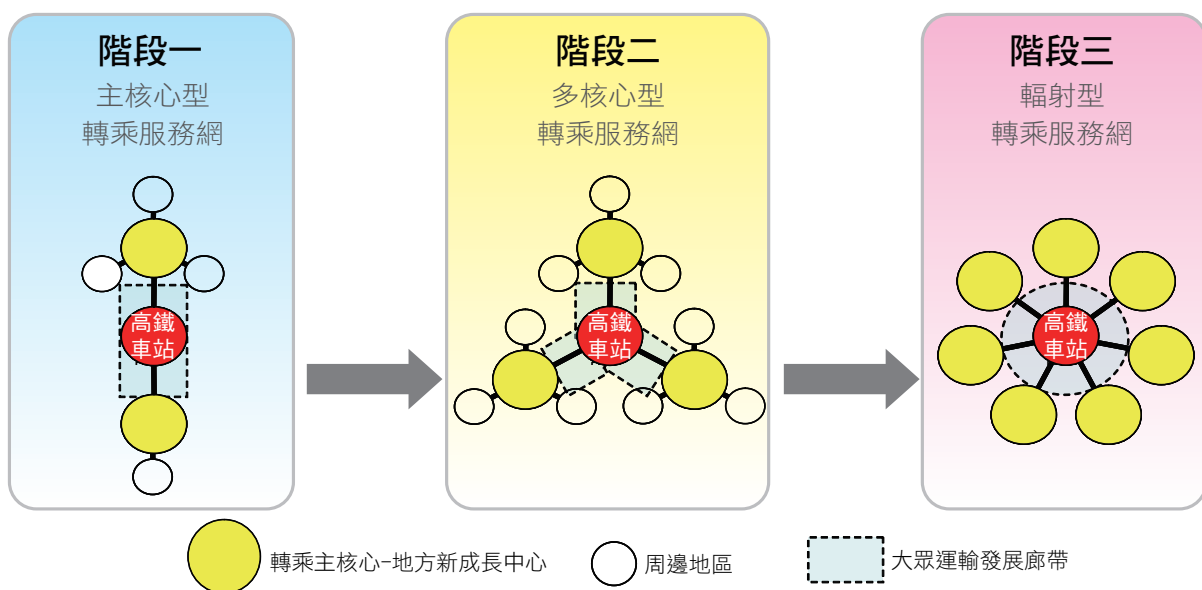 階段一
主核心型
轉乘服務網
高鐵
車站
階段二
多核心型
轉乘服務網
高鐵
車站
階段三
輻射型
轉乘服務網
高鐵
車站
轉乘主核心-地方新成長中心
周邊地區
大眾運輸發展廊帶